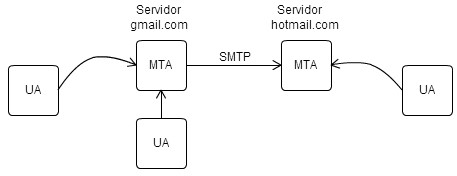 Servidor
gmail.com
Servidor
hotmail.com
MTA
SMTP
MTA
UA
UA
UA